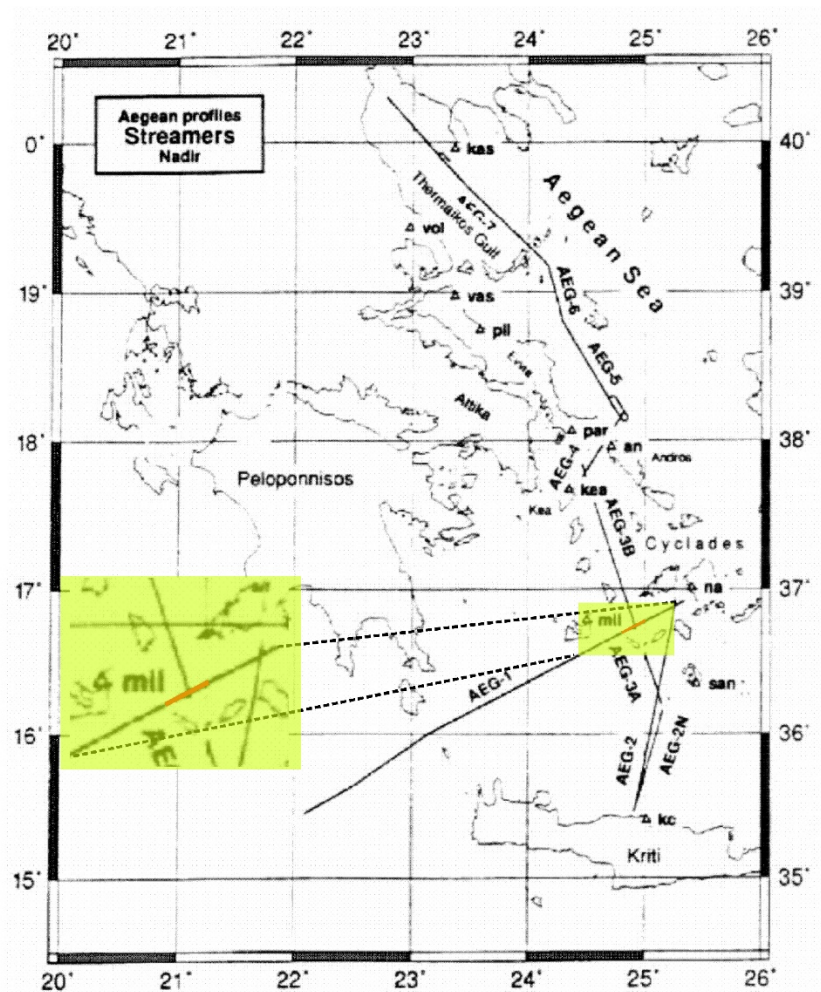 20° 21° 22° 23° 24° 25° 26°
Aegean profiles
Streamers
Nadir
0° 40°
kas
Aegean Sea
Thermaikos Gulf
AEG-7
vol
AEG-6
19° 39°
vas
pil
AEG-5
Attika
par
18° 38°
an
Andros
AEG-4
Peloponnisos
kea
Kea
AEG-3B
Cyclades
17° 37°
na
mil
mil
AEG-1
AEG-3A
san
AE
16° 36°
AEG-2
AEG-2N
kc
Kriti
15° 35°
20° 21° 22° 23° 24° 25° 26°